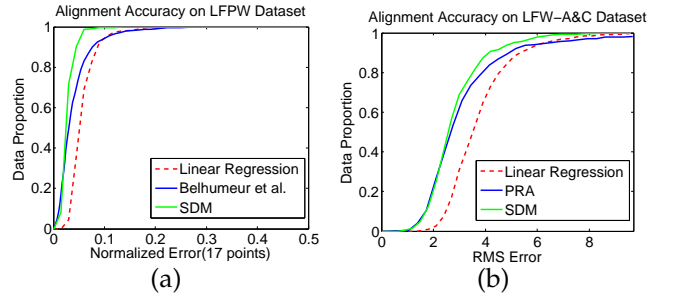 Alignment Accuracy on LFPW Dataset
Data Proportion
1
0.8
0.6
0.4
0.2
0
Linear Regression
Belhumeur et al.
SDM
0 0.1 0.2 0.3 0.4 0.5
Normalized Error(17 points)
(a)
Alignment Accuracy on LFW−A&C Dataset
Data Proportion
1
0.8
0.6
0.4
0.2
0
Linear Regression
PRA
SDM
0 2 4 6 8
RMS Error
(b)